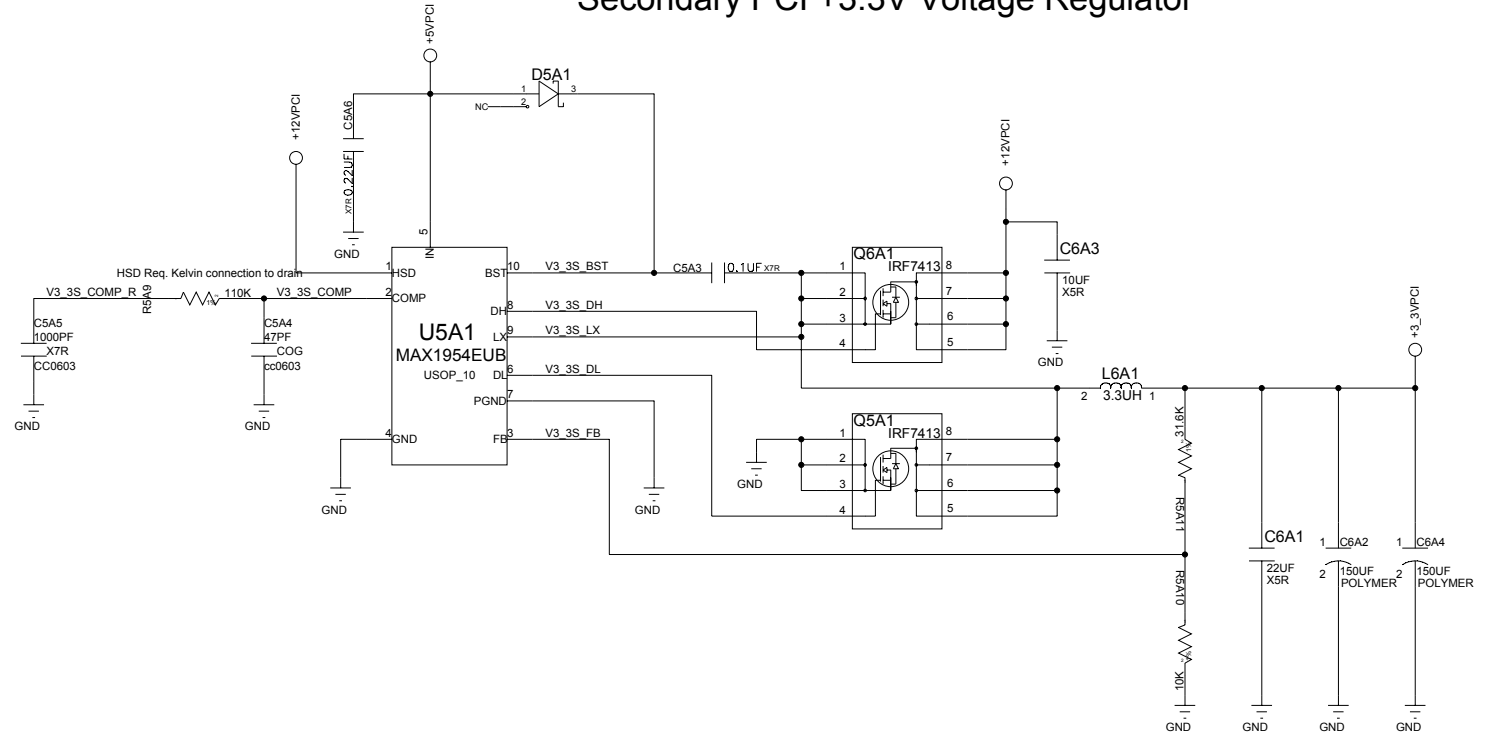 Secondary PCI +3.3V Voltage Regulator
+5VPCI
D5A1
1
3
NC
2
C5A6
X7R 0.22UF
GND
+12VPCI
5
IN
+12VPCI
C6A3
10UF
X5R
GND
HSD Req. Kelvin connection to drain
V3_3S_COMP_R
R5A9
110K
1%
V3_3S_COMP
C5A5
1000PF
X7R
CC0603
GND
C5A4
47PF
COG
cc0603
GND
1
HSD
2
COMP
4
GND
GND
U5A1
MAX1954EUB
USOP_10
BST
10
V3_3S_BST
DH
8
V3_3S_DH
LX
9
V3_3S_LX
DL
6
V3_3S_DL
PGND
7
FB
3
V3_3S_FB
GND
C5A3
0.1UF X7R
Q6A1
IRF7413
1
2
3
4
8
7
6
5
Q5A1
IRF7413
1
2
3
4
8
7
6
5
GND
L6A1
2
3.3UH
1
+3_3VPCI
31.6K
R5A11
R5A10
10K
GND
C6A1
22UF
X5R
GND
1
C6A2
2
150UF
POLYMER
GND
1
C6A4
2
150UF
POLYMER
GND